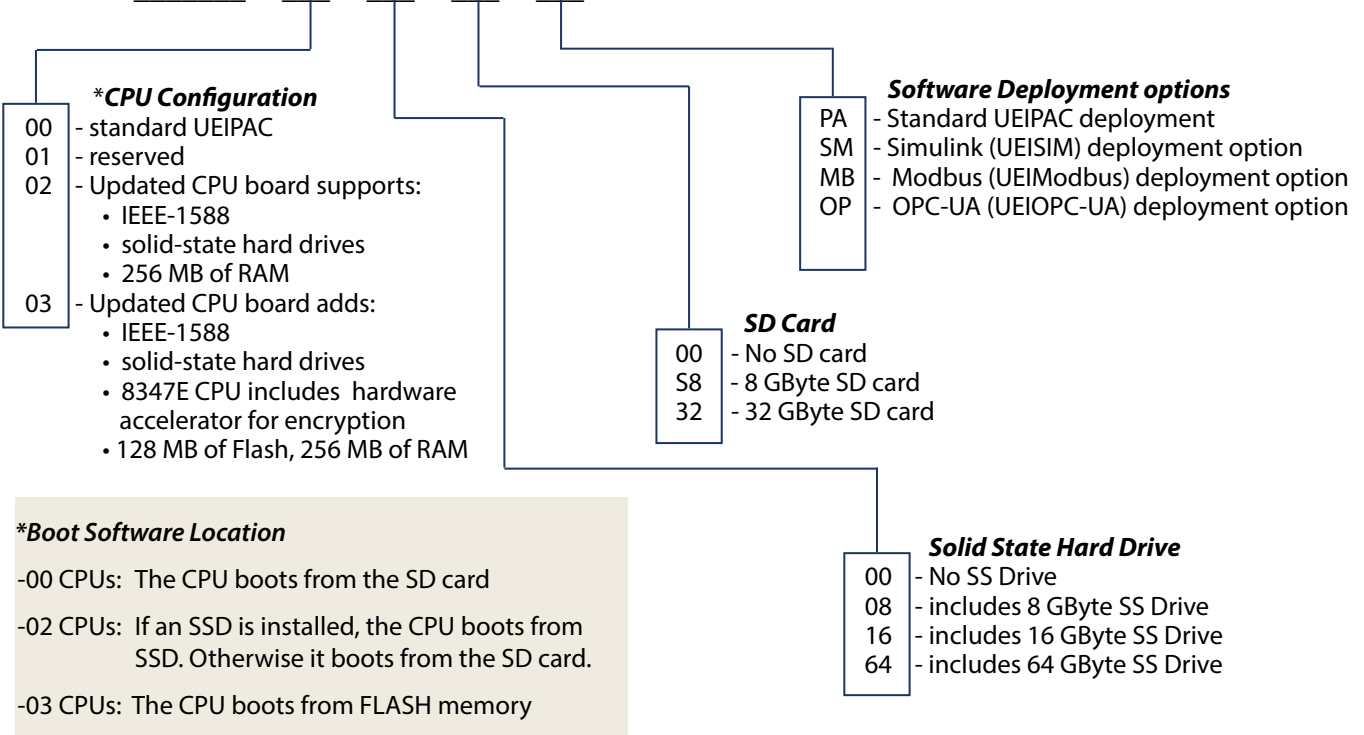 *CPU Configuration
00 - standard UEIPAC
01 - reserved
02 - Updated CPU board supports:
• IEEE-1588
• solid-state hard drives
• 256 MB of RAM
03 - Updated CPU board adds:
• IEEE-1588
• solid-state hard drives
• 8347E CPU includes hardware
accelerator for encryption
• 128 MB of Flash, 256 MB of RAM
Software Deployment options
PA - Standard UEIPAC deployment
SM - Simulink (UEISIM) deployment option
MB - Modbus (UEIModbus) deployment option
OP - OPC-UA (UEIOPC-UA) deployment option
SD Card
00 - No SD card
S8 - 8 GByte SD card
32 - 32 GByte SD card
*Boot Software Location
-00 CPUs: The CPU boots from the SD card
-02 CPUs: If an SSD is installed, the CPU boots from
SSD. Otherwise it boots from the SD card.
-03 CPUs: The CPU boots from FLASH memory
Solid State Hard Drive
00 - No SS Drive
08 - includes 8 GByte SS Drive
16 - includes 16 GByte SS Drive
64 - includes 64 GByte SS Drive